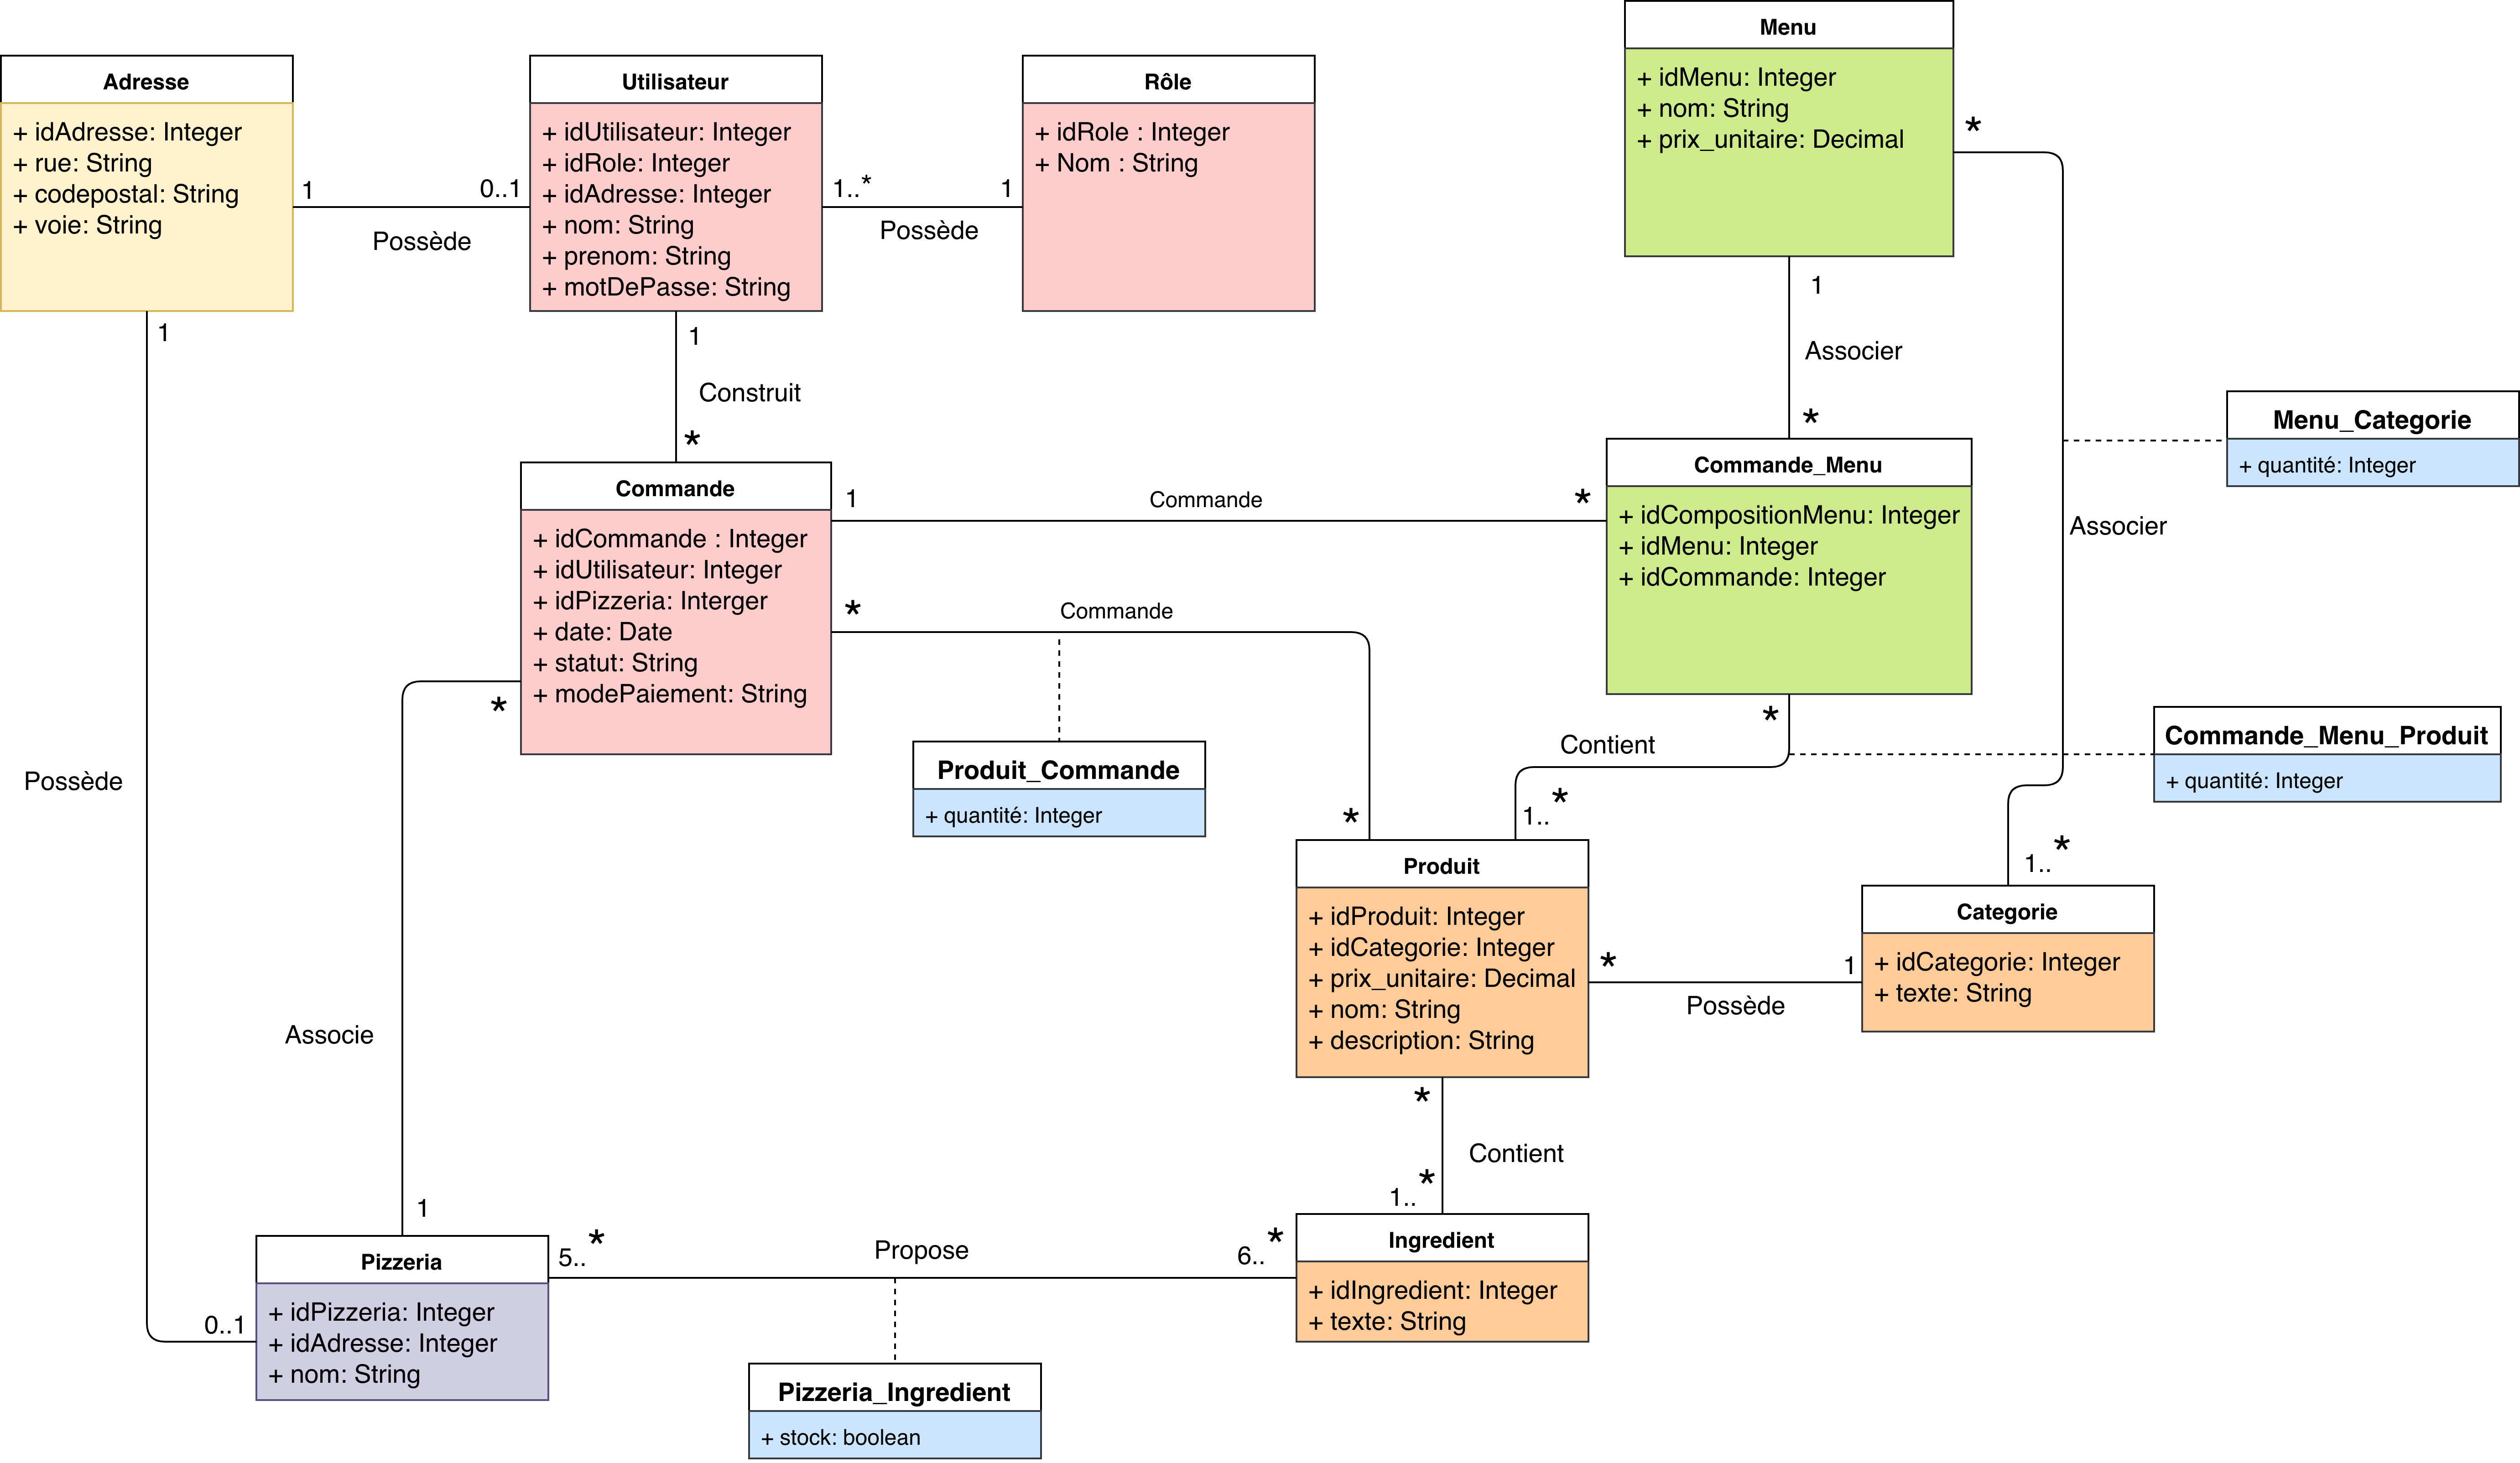 Adresse
+ idAdresse: Integer
+ rue: String
+ codepostal: String
+ voie: String
1
0..1
Possède
Utilisateur
+ idUtilisateur: Integer
+ idRole: Integer
+ idAdresse: Integer
+ nom: String
+ prenom: String
+ motDePasse: String
1..*
1
Possède
Rôle
+ idRole : Integer
+ Nom : String
Menu
+ idMenu: Integer
+ nom: String
+ prix_unitaire: Decimal
*
1
Associer
*
1
Construit
*
1
Possède
0..1
Menu_Categorie
+ quantité: Integer
Associer
1..*
Commande
+ idCommande : Integer
+ idUtilisateur: Integer
+ idPizzeria: Interger
+ date: Date
+ statut: String
+ modePaiement: String
1
Commande
*
Commande_Menu
+ idCompositionMenu: Integer
+ idMenu: Integer
+ idCommande: Integer
*
Commande
*
Produit_Commande
+ quantité: Integer
*
Contient
1..*
Commande_Menu_Produit
+ quantité: Integer
*
Associe
1
Produit
+ idProduit: Integer
+ idCategorie: Integer
+ prix_unitaire: Decimal
+ nom: String
+ description: String
*
1
Possède
Categorie
+ idCategorie: Integer
+ texte: String
*
Contient
1..*
Pizzeria
+ idPizzeria: Integer
+ idAdresse: Integer
+ nom: String
5..*
Propose
6..*
Ingredient
+ idIngredient: Integer
+ texte: String
Pizzeria_Ingredient
+ stock: boolean